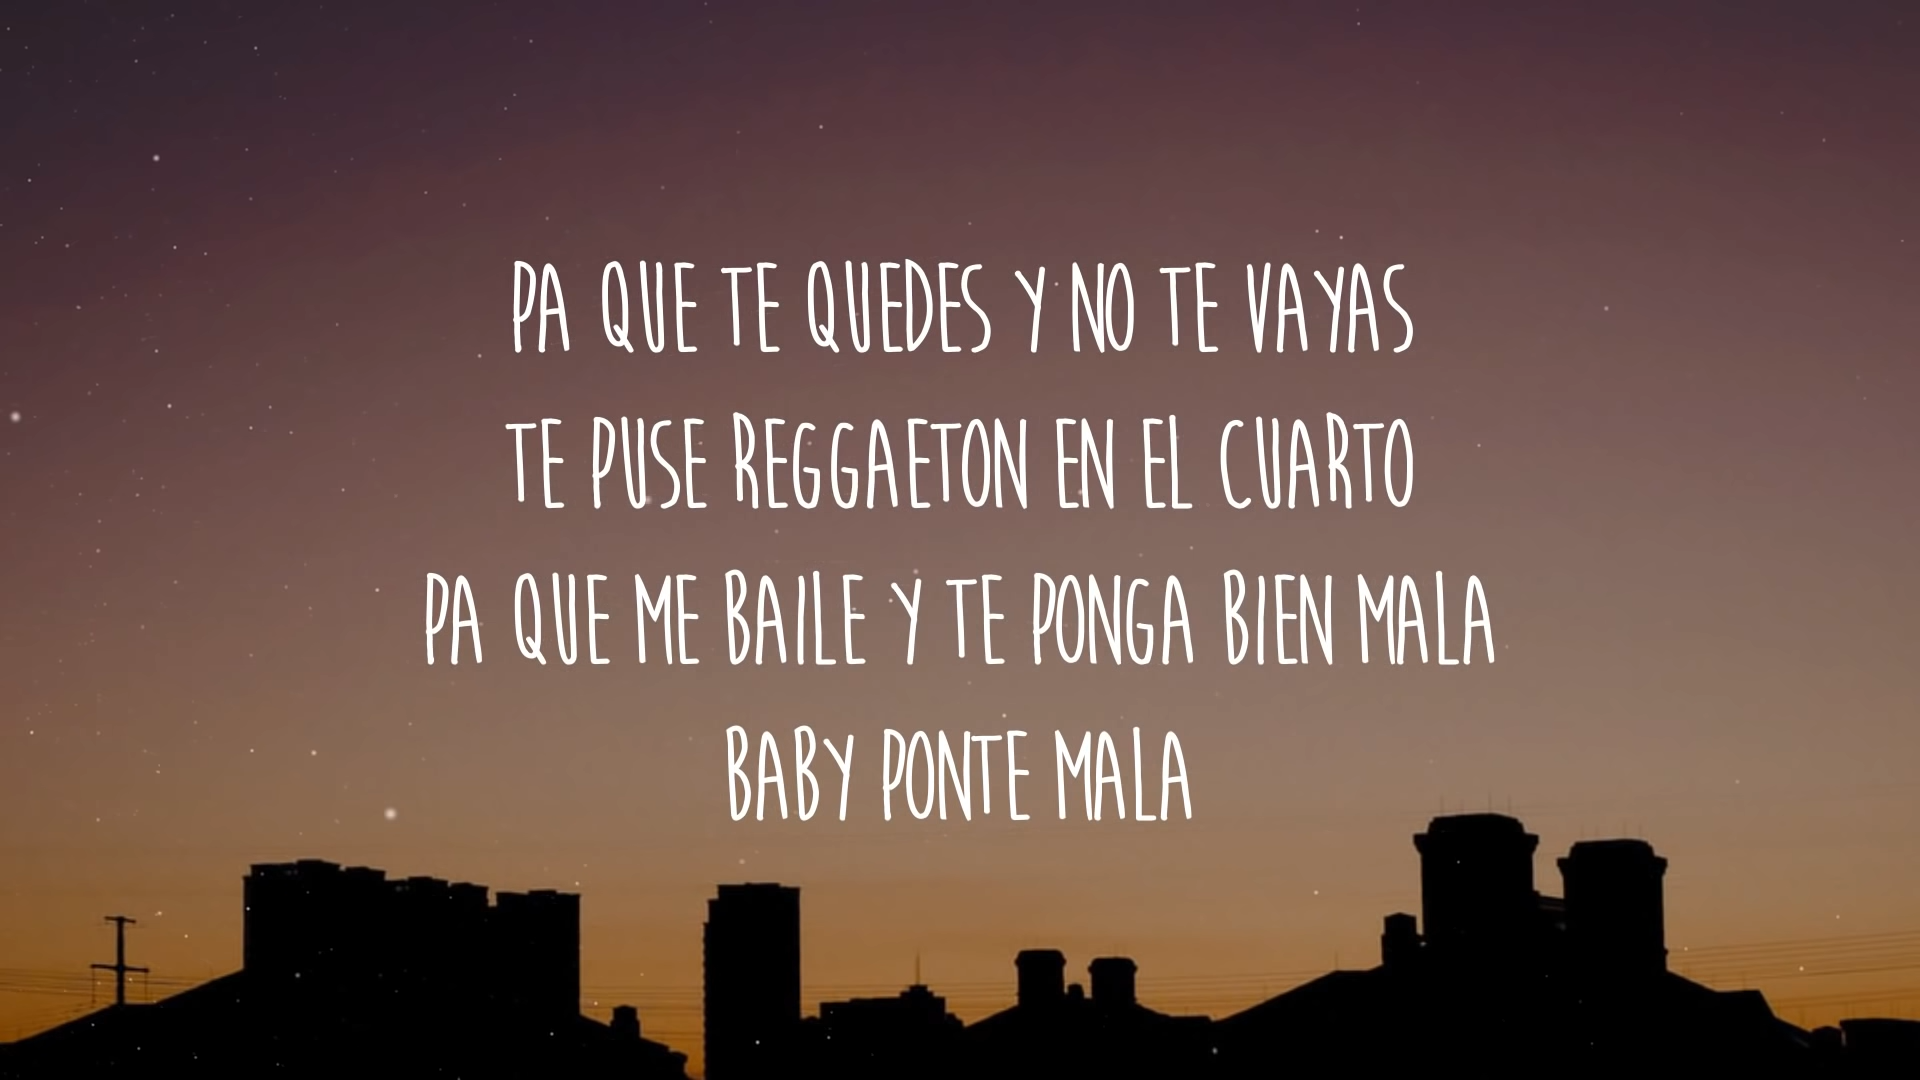 PA QUE TE QUEDES Y NO TE VAYAS
TE PUSE REGGAETON EN EL CUARTO
PA QUE ME BAILE Y TE PONGA BIEN MALA
BABY PONTE MALA